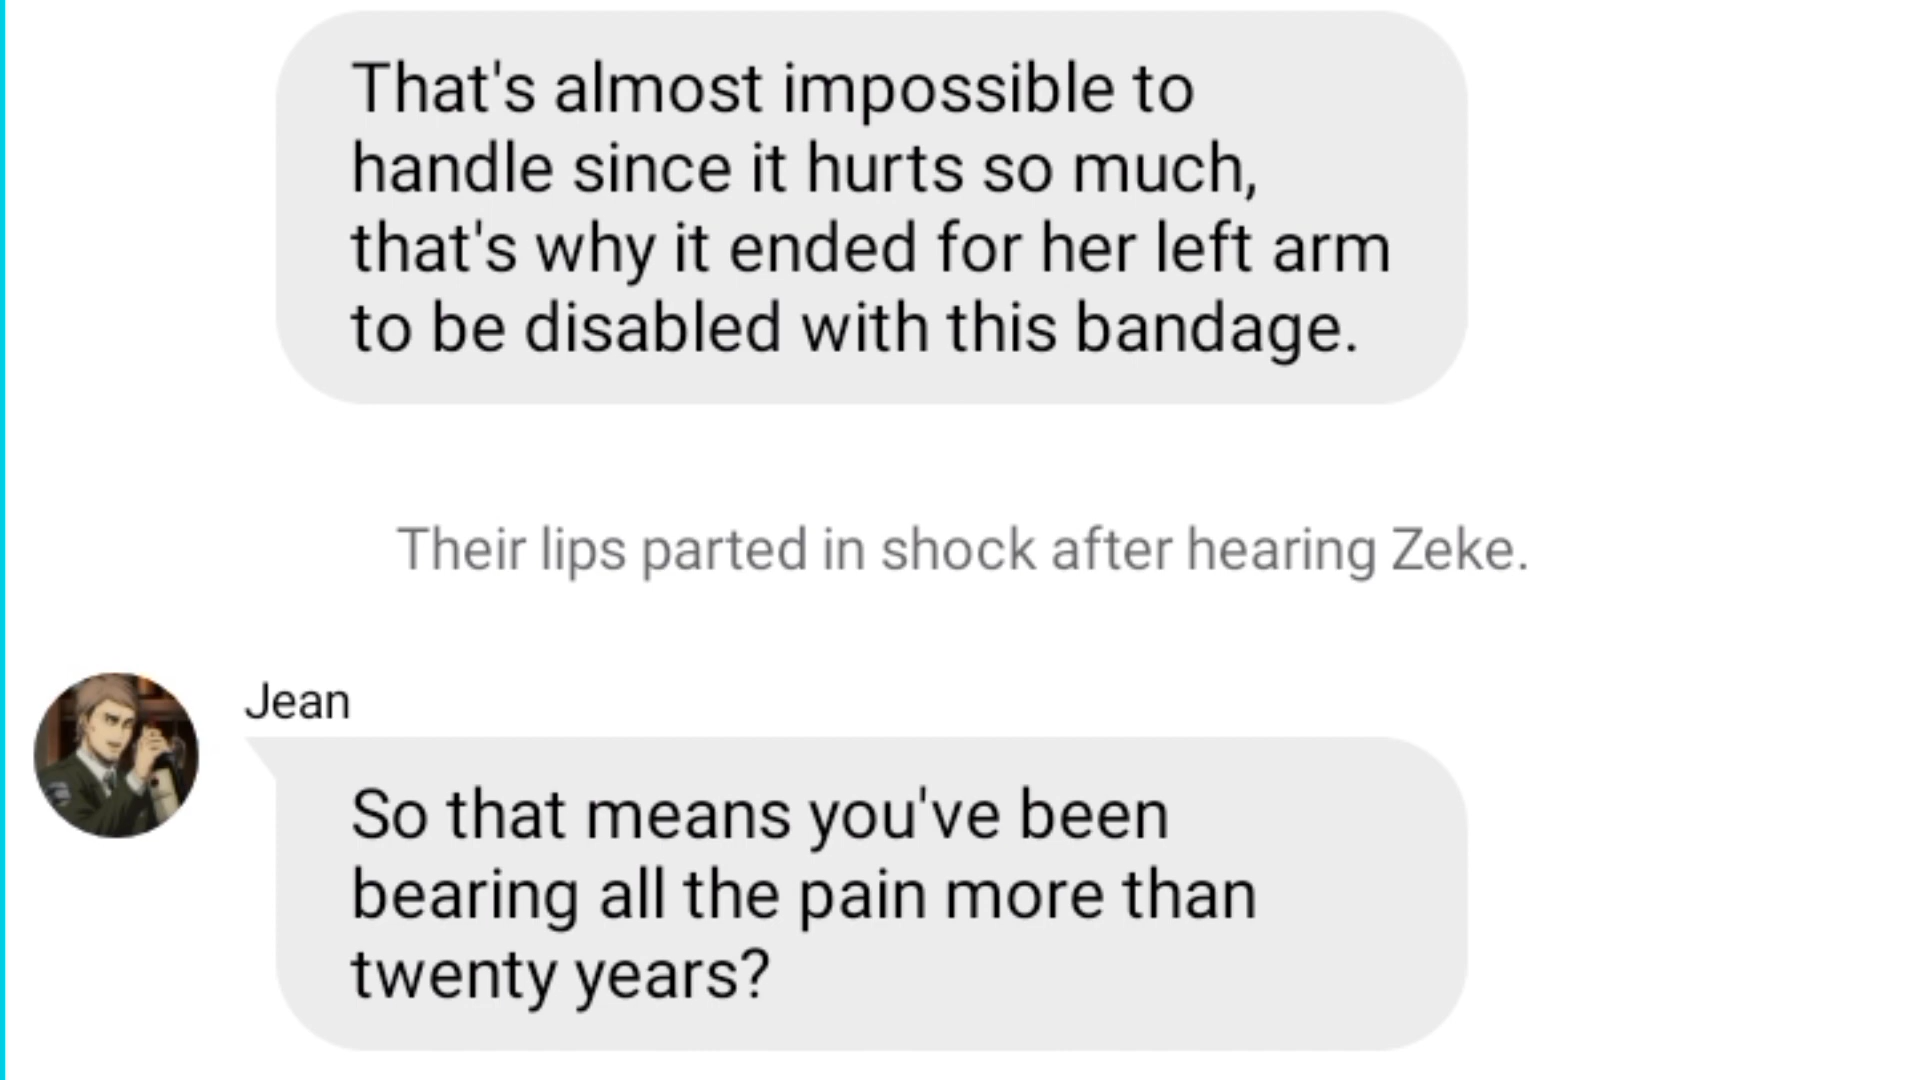 That's almost impossible to
handle since it hurts so much,
that's why it ended for her left arm
to be disabled with this bandage.
Their lips parted in shock after hearing Zeke.
Jean
So that means you've been
bearing all the pain more than
twenty years?